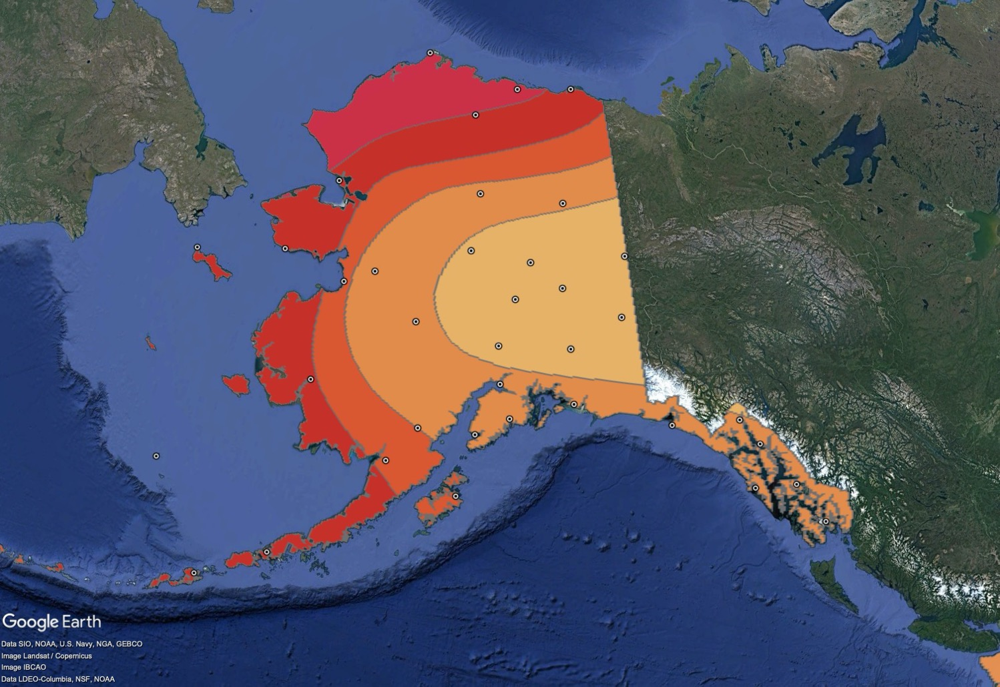 Google Earth
Data SIO, NOAA, U.S. Navy, NGA, GEBCO
Image Landsat / Copernicus
Image IBCAO
Data LDEO-Columbia, NSF, NOAA